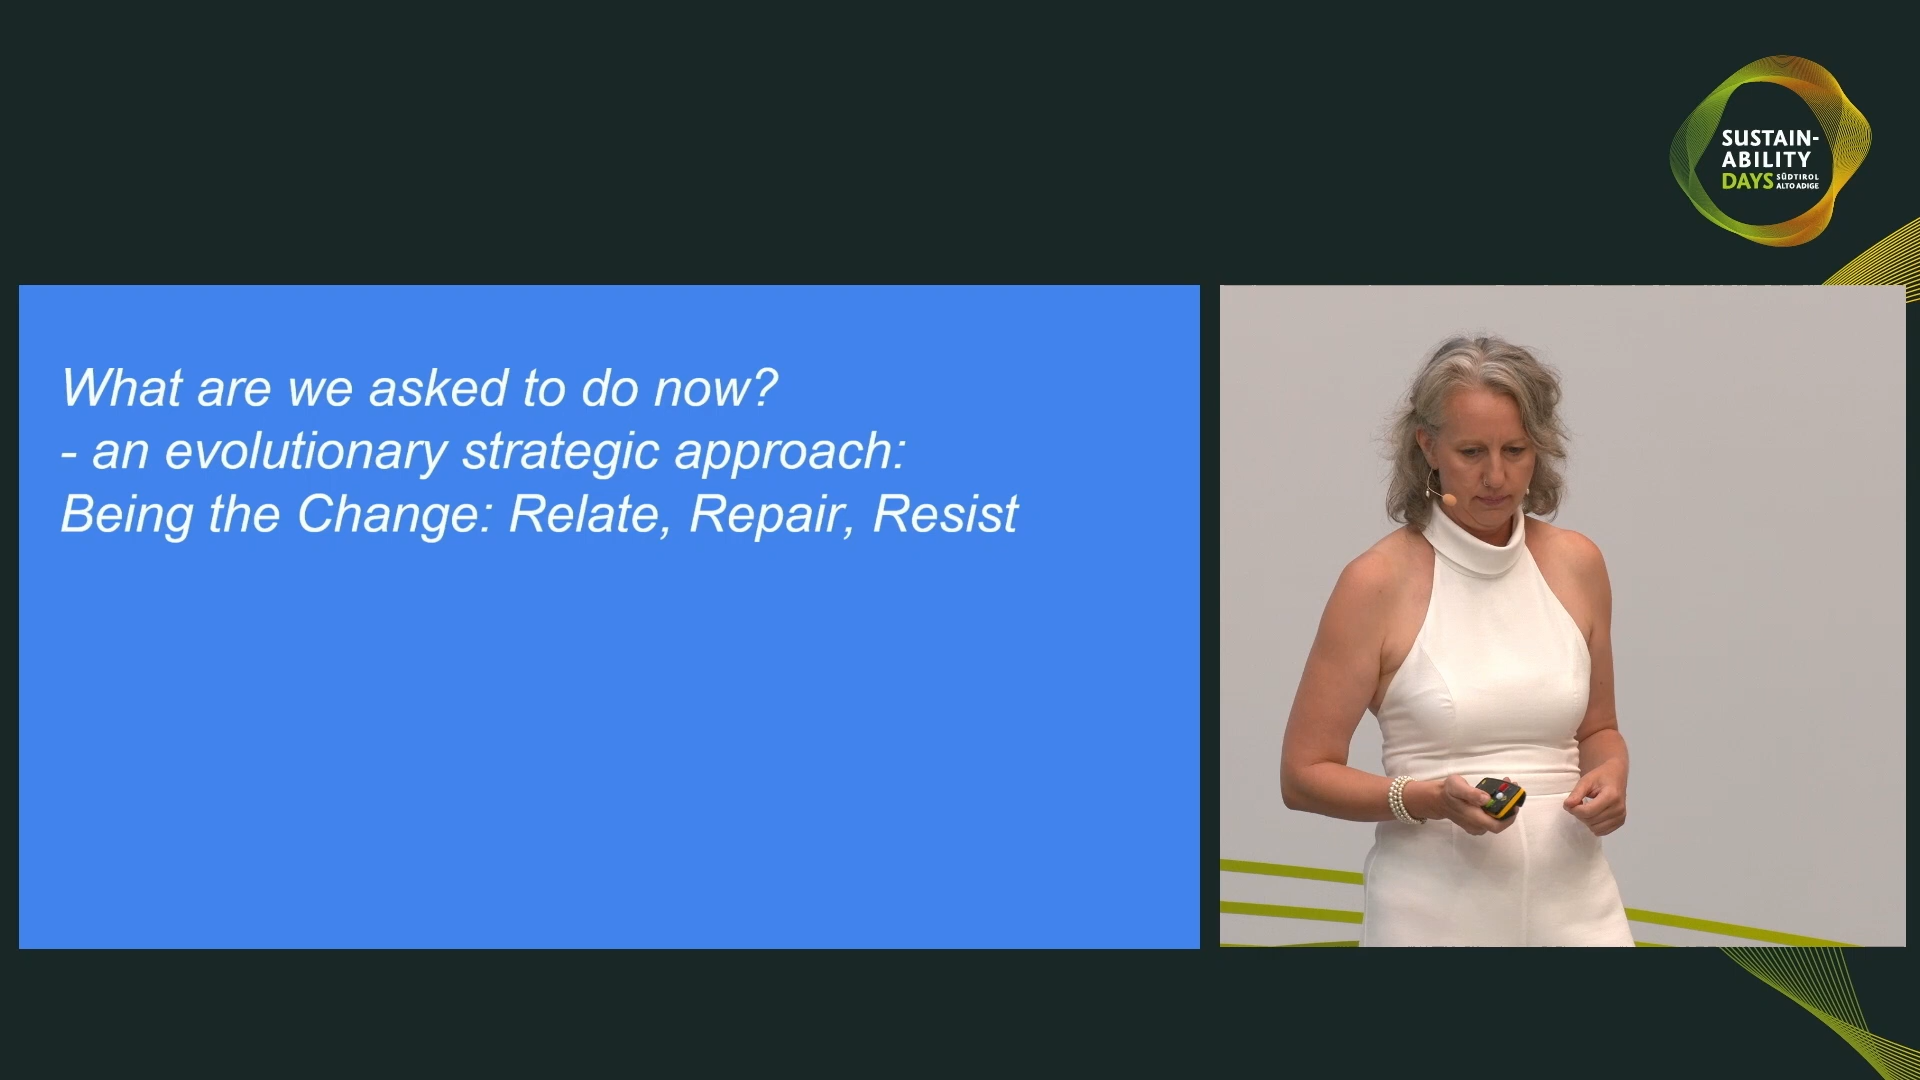 SUSTAIN-
ABILITY
DAYS SÜDTIROL
ALTO ADIGE
What are we asked to do now?
- an evolutionary strategic approach:
Being the Change: Relate, Repair, Resist